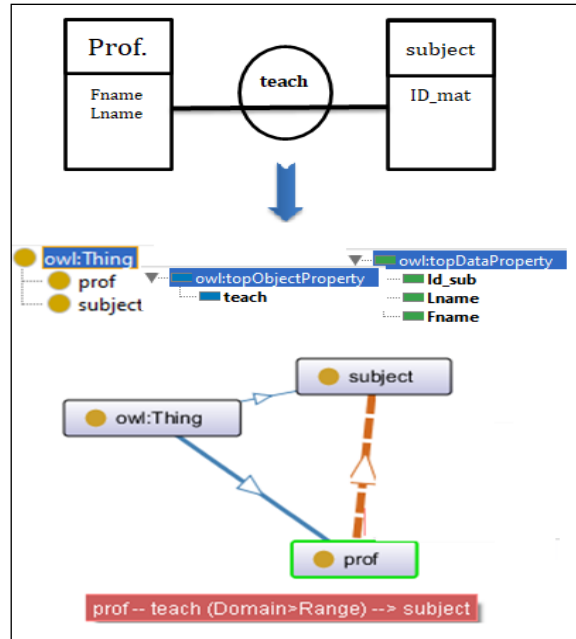 Prof.
subject
teach
Fname
Lname
ID_mat
owl:Thing
prof
subject
owl:topObjectProperty
teach
owl:topDataProperty
Id_sub
Lname
Fname
subject
owl:Thing
prof
prof -- teach (Domain>Range) --> subject